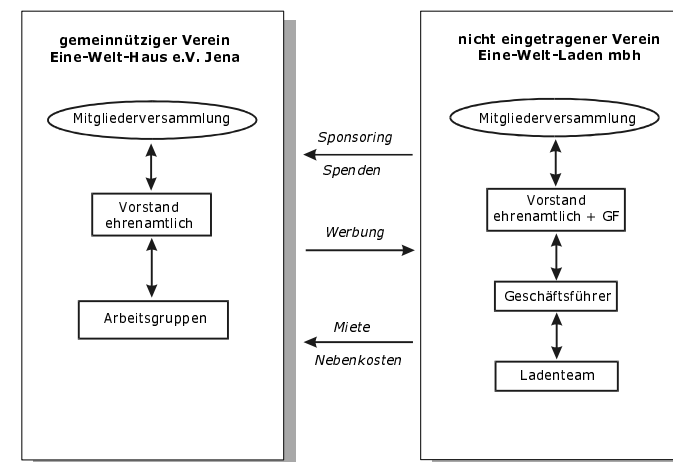 gemeinnütziger Verein
Eine-Welt-Haus e.V. Jena
Mitgliederversammlung
Vorstand
ehrenamtlich
Arbeitsgruppen
Sponsoring
Spenden
Werbung
Miete
Nebenkosten
nicht eingetragener Verein
Eine-Welt-Laden mbh
Mitgliederversammlung
Vorstand
ehrenamtlich + GF
Geschäftsführer
Ladenteam